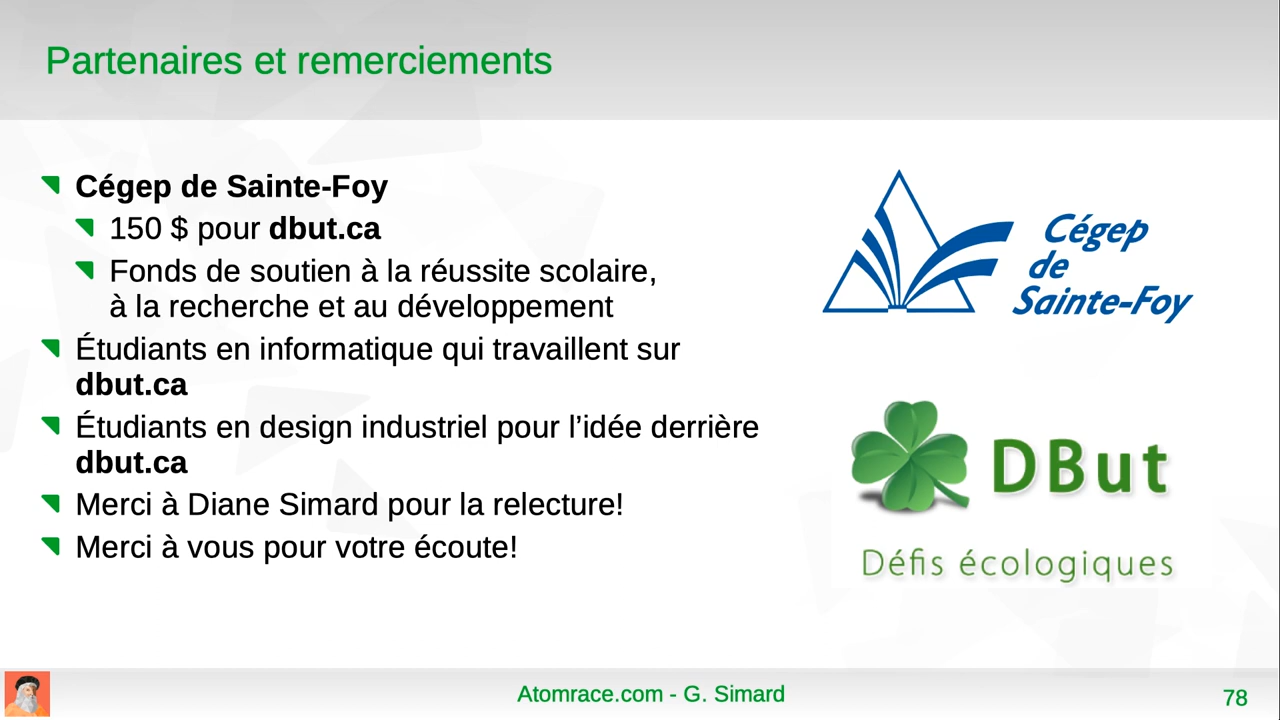 Partenaires et remerciements
Cégep de Sainte-Foy
150 $ pour dbut.ca
Fonds de soutien à la réussite scolaire,
à la recherche et au développement
Étudiants en informatique qui travaillent sur
dbut.ca
Étudiants en design industriel pour l’idée derrière
dbut.ca
Merci à Diane Simard pour la relecture!
Merci à vous pour votre écoute!
Cégep
de
Sainte-Foy
DBut
Défis écologiques
Atomrace.com - G. Simard
78